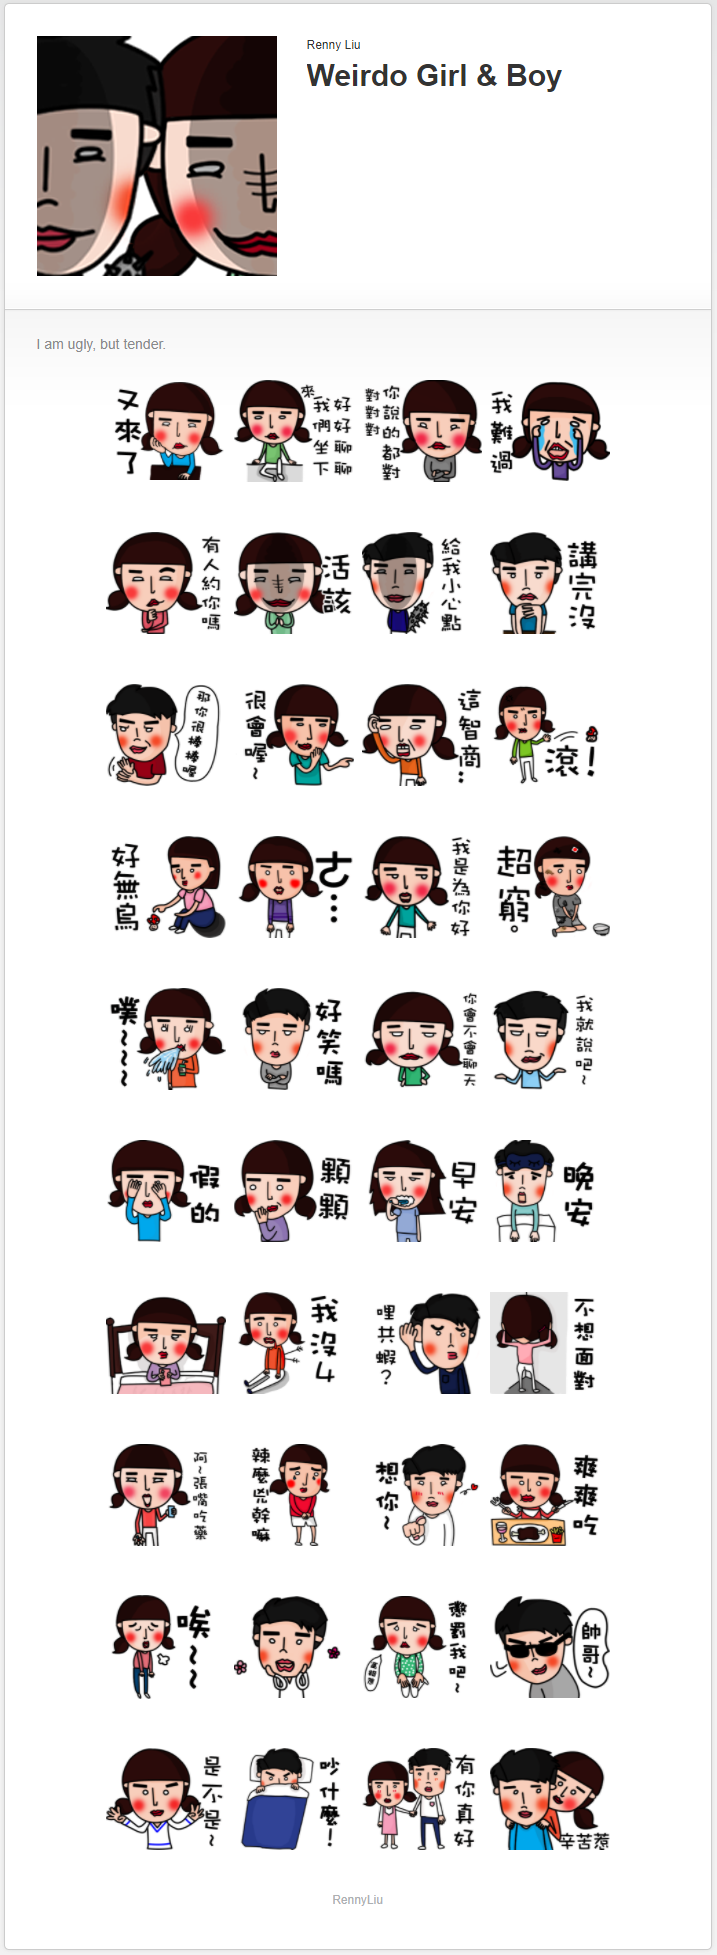 Renny Liu
Weirdo Girl & Boy
I am ugly, but tender.
又來了
來
我們坐下
好好聊聊
你說的都對
對對對
我難過
有人約你嗎
活該
給我小心點
講完沒
那你很棒棒喔
很會喔~
這智商...
滾!
好無鳥
ㄜ...
我是為你好
超窮。
噗~~~
好笑嗎
你會不會聊天
我就說吧~
假的
顆顆
早安
晚安
我沒ㄣ
哩共蝦?
不想面對
阿~張嘴吃藥
辣麼兇幹嘛
想你~
爽爽吃
唉~~
懲罰我吧~
帥哥~
是不是~
吵什麼!
有你真好
辛苦惹
RennyLiu